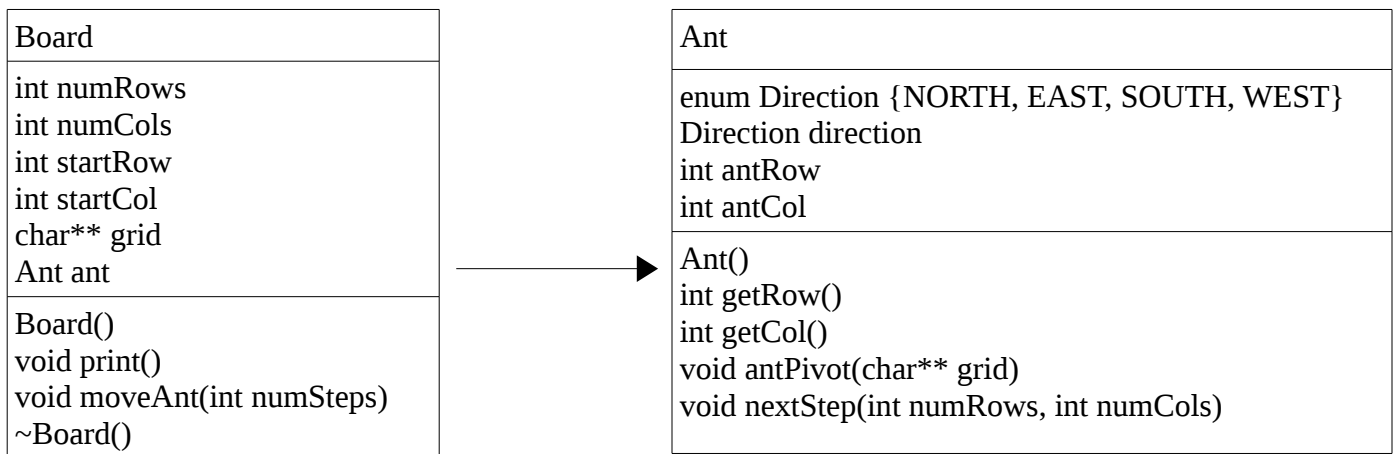 Board
int numRows
int numCols
int startRow
int startCol
char** grid
Ant ant
Board()
void print()
void moveAnt(int numSteps)
~Board()
Ant
enum Direction {NORTH, EAST, SOUTH, WEST}
Direction direction
int antRow
int antCol
Ant()
int getRow()
int getCol()
void antPivot(char** grid)
void nextStep(int numRows, int numCols)